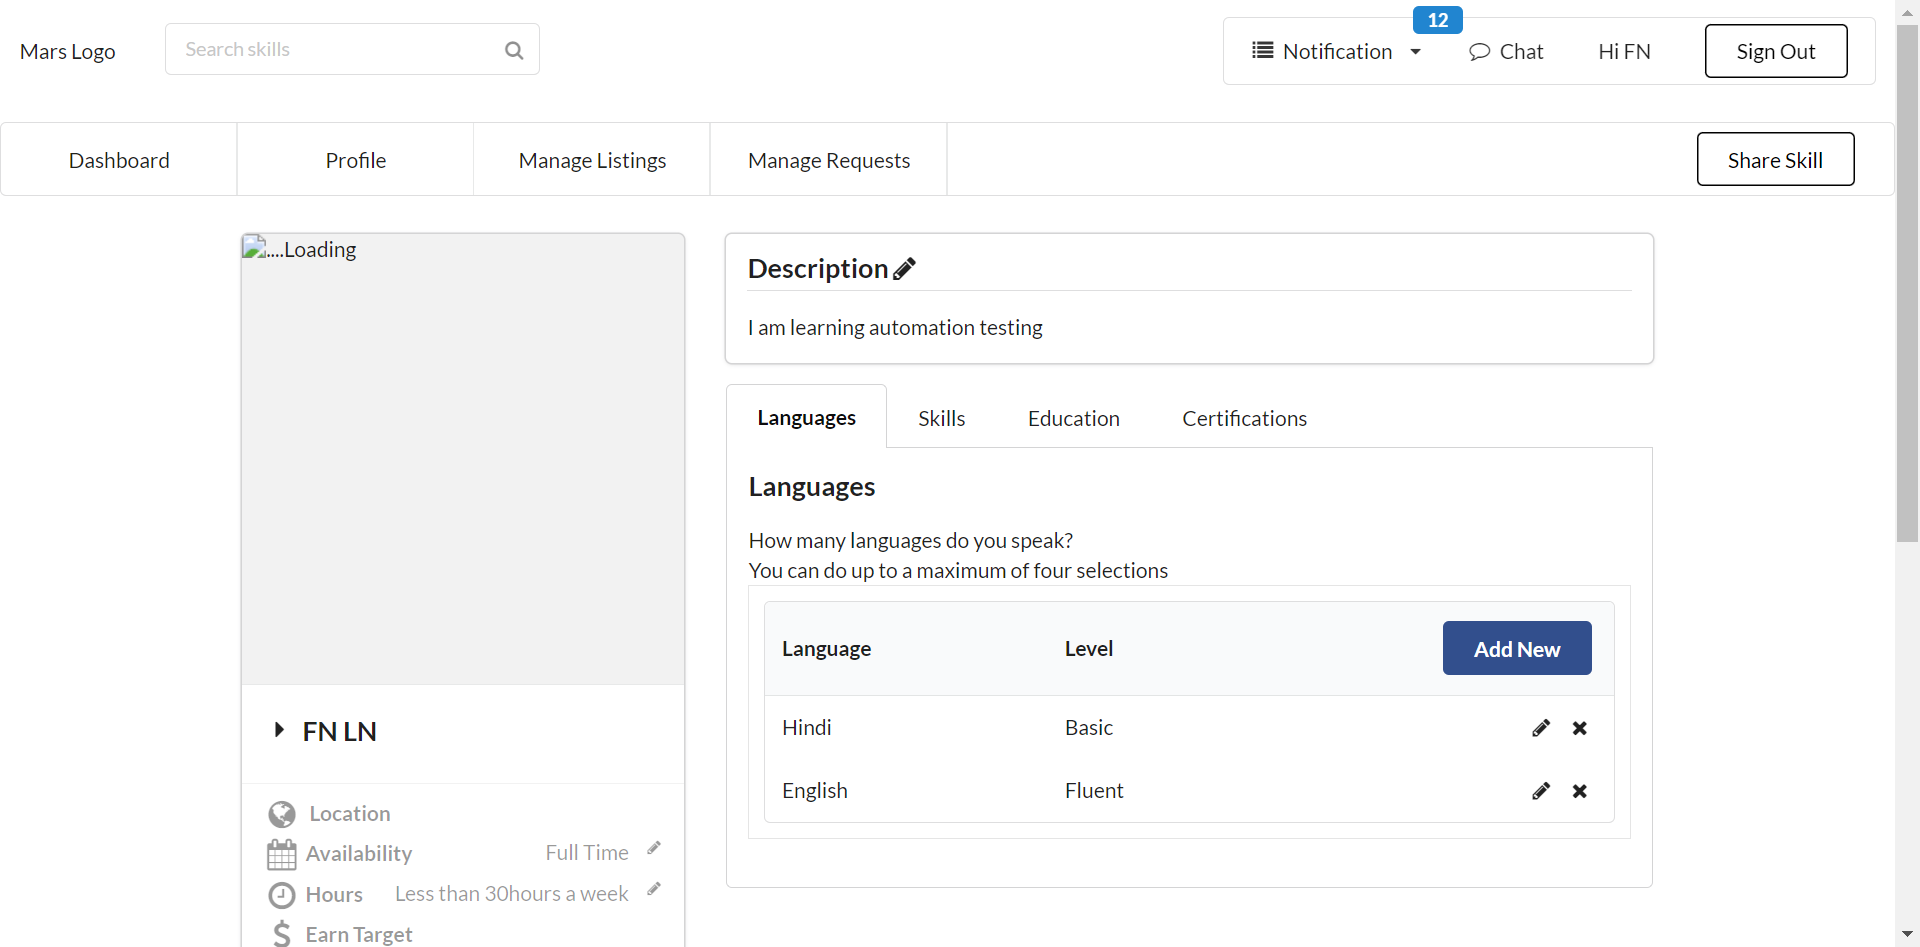 Mars Logo
Search skills
Notification
12
Chat
Hi FN
Sign Out
Dashboard
Profile
Manage Listings
Manage Requests
Share Skill
....Loading
FN LN
Location
Availability
Full Time
Hours
Less than 30hours a week
Earn Target
Description
I am learning automation testing
Languages
Skills
Education
Certifications
Languages
How many languages do you speak?
You can do up to a maximum of four selections
Language
Level
Add New
Hindi
Basic
English
Fluent